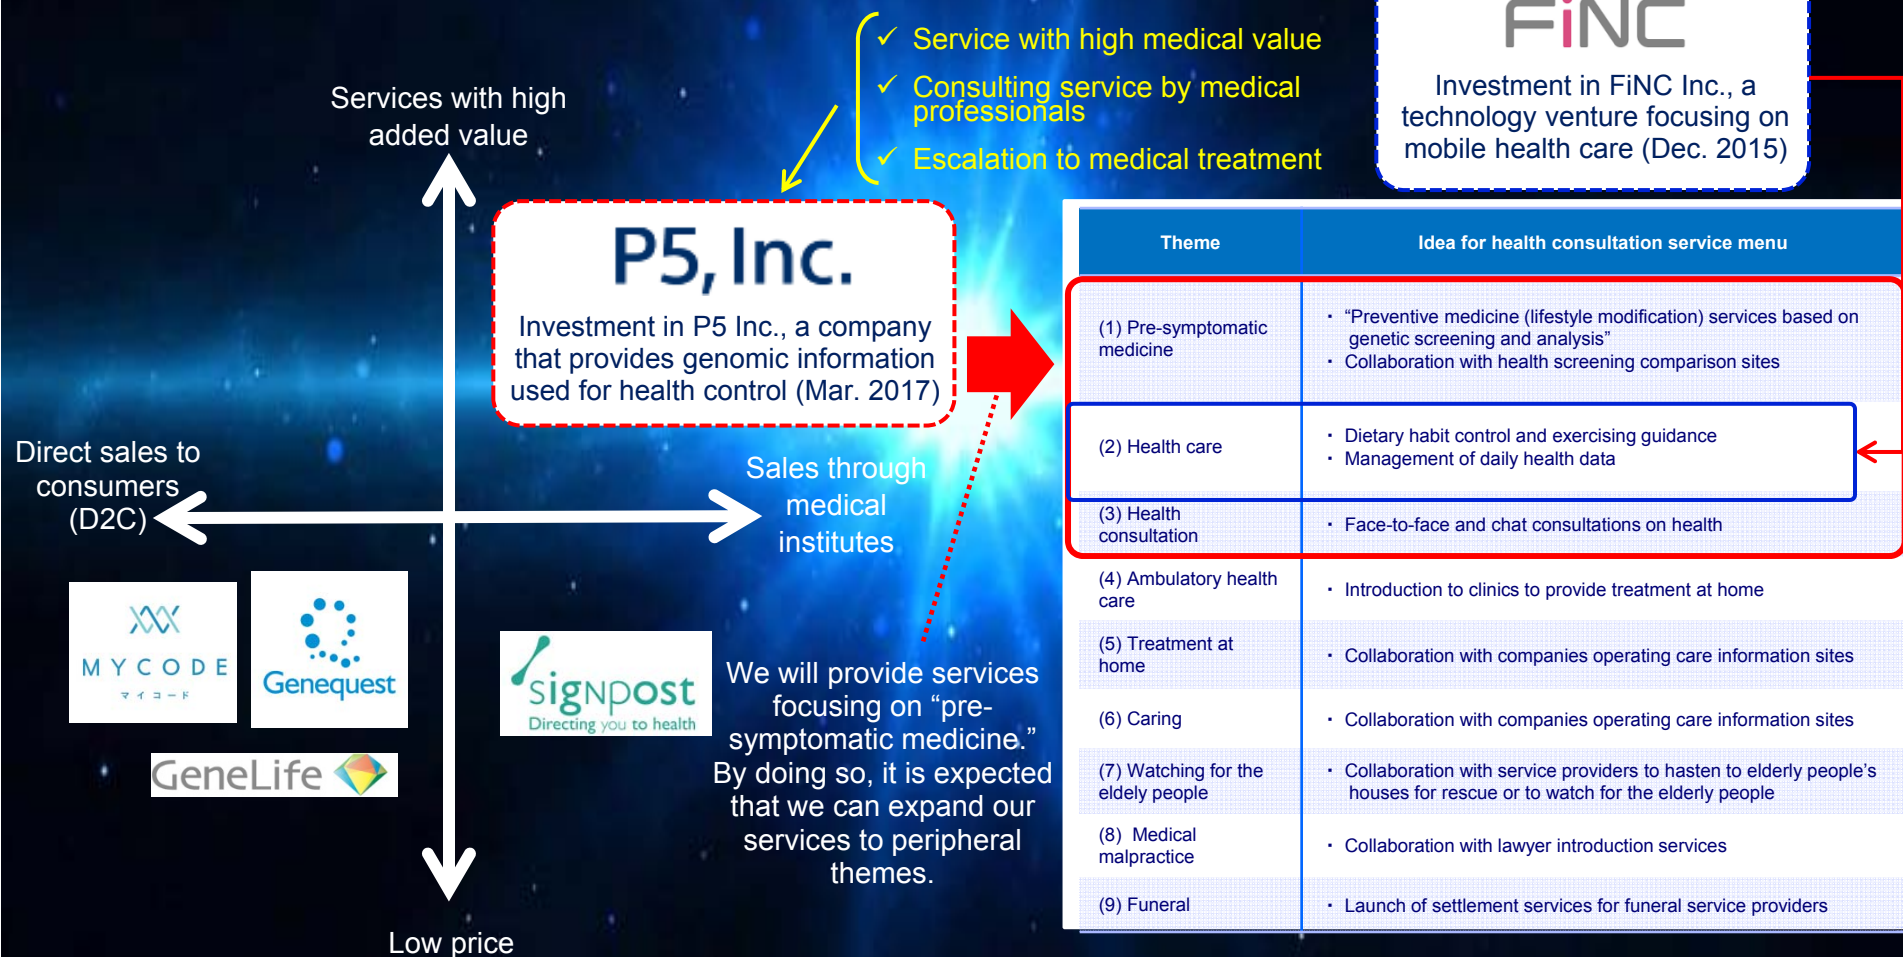 ✓ Service with high medical value
✓ Consulting service by medical
professionals
✓ Escalation to medical treatment
FiNC
Investment in FiNC Inc., a
technology venture focusing on
mobile health care (Dec. 2015)
Services with high
added value
P5, Inc.
Investment in P5 Inc., a company
that provides genomic information
used for health control (Mar. 2017)
Direct sales to
consumers
(D2C)
Sales through
medical
institutes
MYCODE
マイコード
Genequest
GeneLife
signpost
Directing you to health
Low price
We will provide services
focusing on “pre-
symptomatic medicine.”
By doing so, it is expected
that we can expand our
services to peripheral
themes.
Theme
Idea for health consultation service menu
(1) Pre-symptomatic
medicine
・ “Preventive medicine (lifestyle modification) services based on
genetic screening and analysis”
・ Collaboration with health screening comparison sites
(2) Health care
・ Dietary habit control and exercising guidance
・ Management of daily health data
(3) Health
consultation
・ Face-to-face and chat consultations on health
(4) Ambulatory health
care
・ Introduction to clinics to provide treatment at home
(5) Treatment at
home
・ Collaboration with companies operating care information sites
(6) Caring
・ Collaboration with companies operating care information sites
(7) Watching for the
eldely people
・ Collaboration with service providers to hasten to elderly people’s
houses for rescue or to watch for the elderly people
(8) Medical
malpractice
・ Collaboration with lawyer introduction services
(9) Funeral
・ Launch of settlement services for funeral service providers